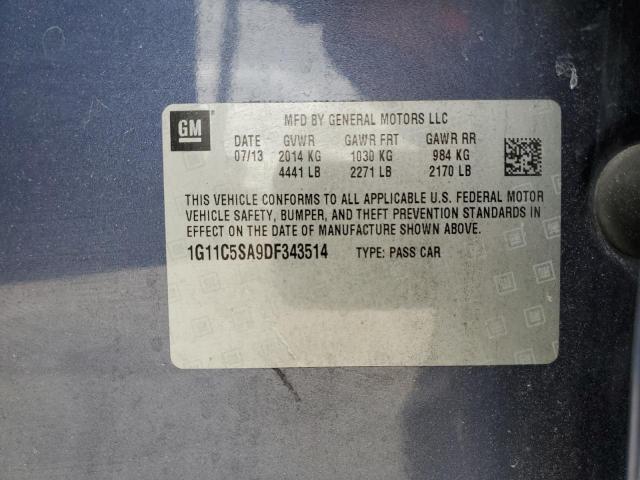 GM
MFD BY GENERAL MOTORS LLC
DATE GVWR GAWR FRT GAWR RR
07/13 2014 KG 1030 KG 984 KG
4441 LB 2271 LB 2170 LB
THIS VEHICLE CONFORMS TO ALL APPLICABLE U.S. FEDERAL MOTOR
VEHICLE SAFETY, BUMPER, AND THEFT PREVENTION STANDARDS IN
EFFECT ON THE DATE OF MANUFACTURE SHOWN ABOVE.
1G11C5SA9DF343514 TYPE: PASS CAR